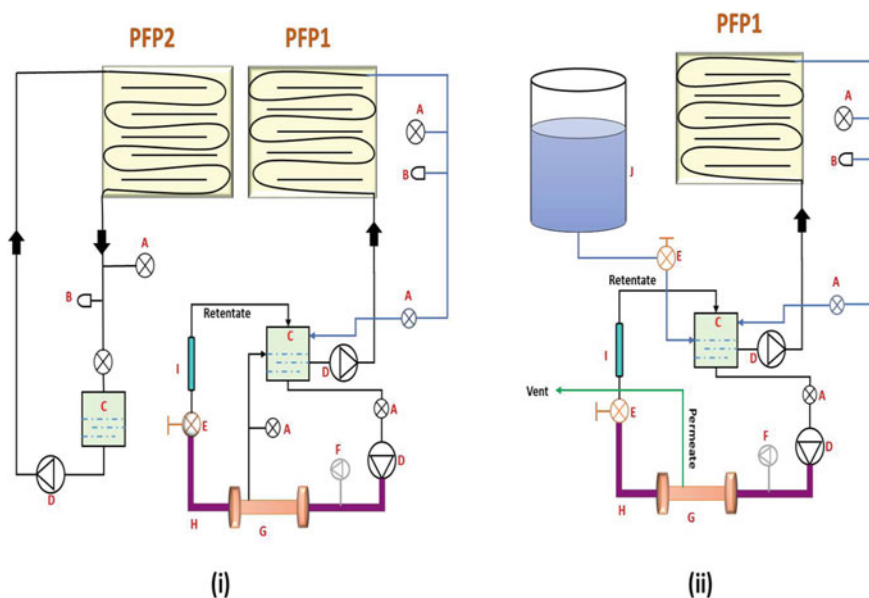 PFP2
PFP1
A
B
A
B
A
Retentate
C
D
I
A
E
A
C
D
D
F
H
G
(i)
PFP1
A
B
J
E
Retentate
A
C
D
I
Vent
Permeate
E
A
F
D
H
G
(ii)